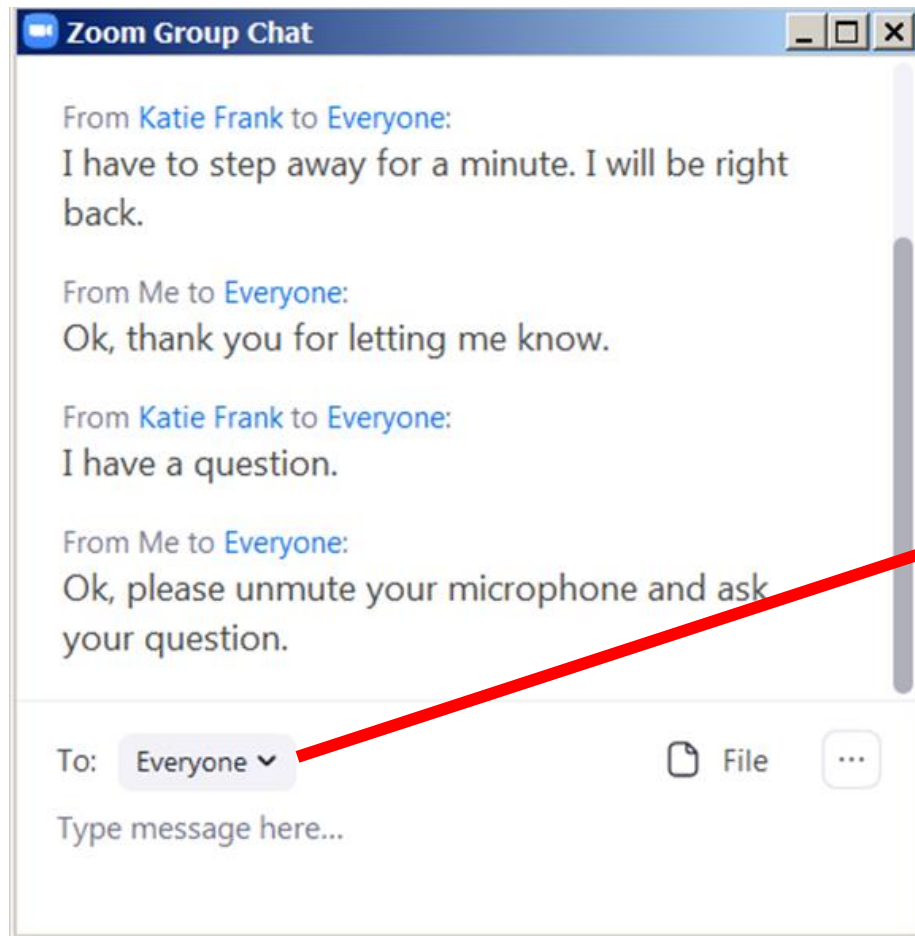 Zoom Group Chat
From Katie Frank to Everyone:
I have to step away for a minute. I will be right
back.
From Me to Everyone:
Ok, thank you for letting me know.
From Katie Frank to Everyone:
I have a question.
From Me to Everyone:
Ok, please unmute your microphone and ask
your question.
To: Everyone File ...
Type message here...